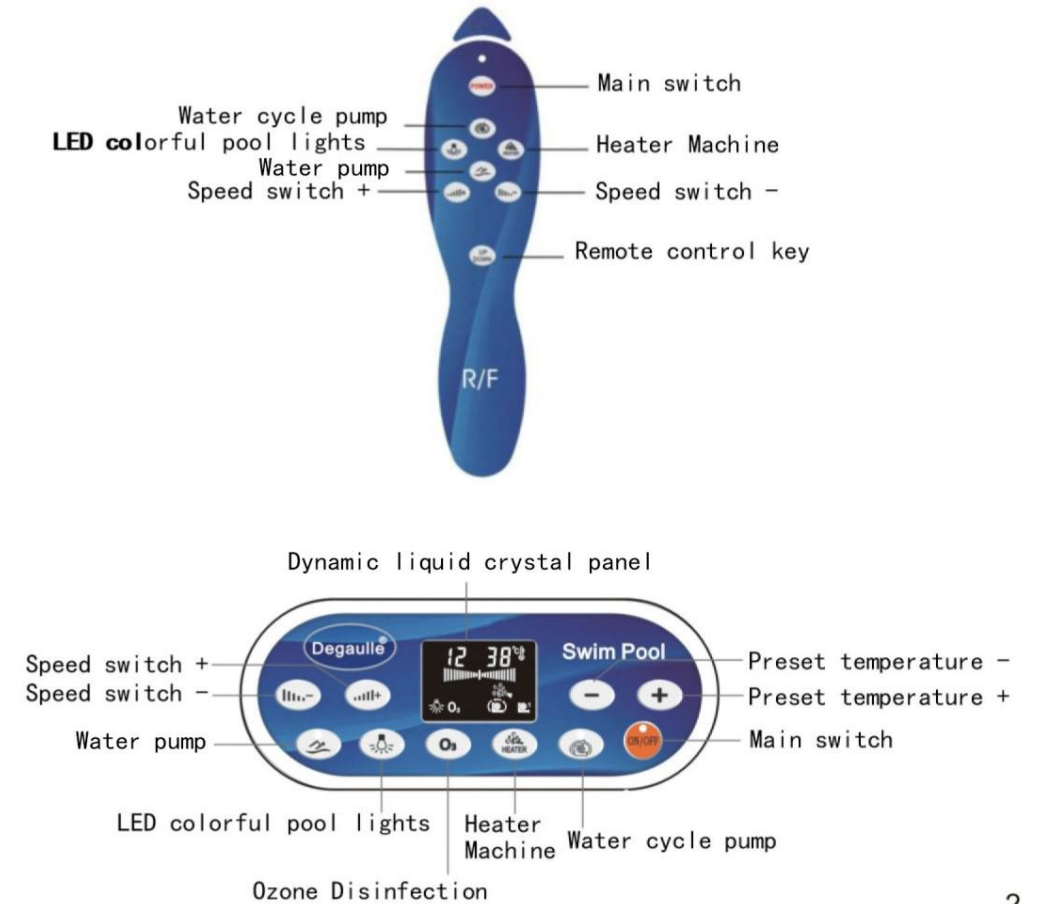 POWER
Main switch
Water cycle pump
LED colorful pool lights
Heater Machine
HEATER
Water pump
Speed switch +
Speed switch -
UP
DOWN
Remote control key
R/F
Dynamic liquid crystal panel
Degaulle®
12 38℃
Swim Pool
Speed switch +
Speed switch -
Preset temperature -
Preset temperature +
- +
O₃
Water pump
O₃
HEATER
ON/OFF
Main switch
LED colorful pool lights
Heater
Machine
Water cycle pump
Ozone Disinfection